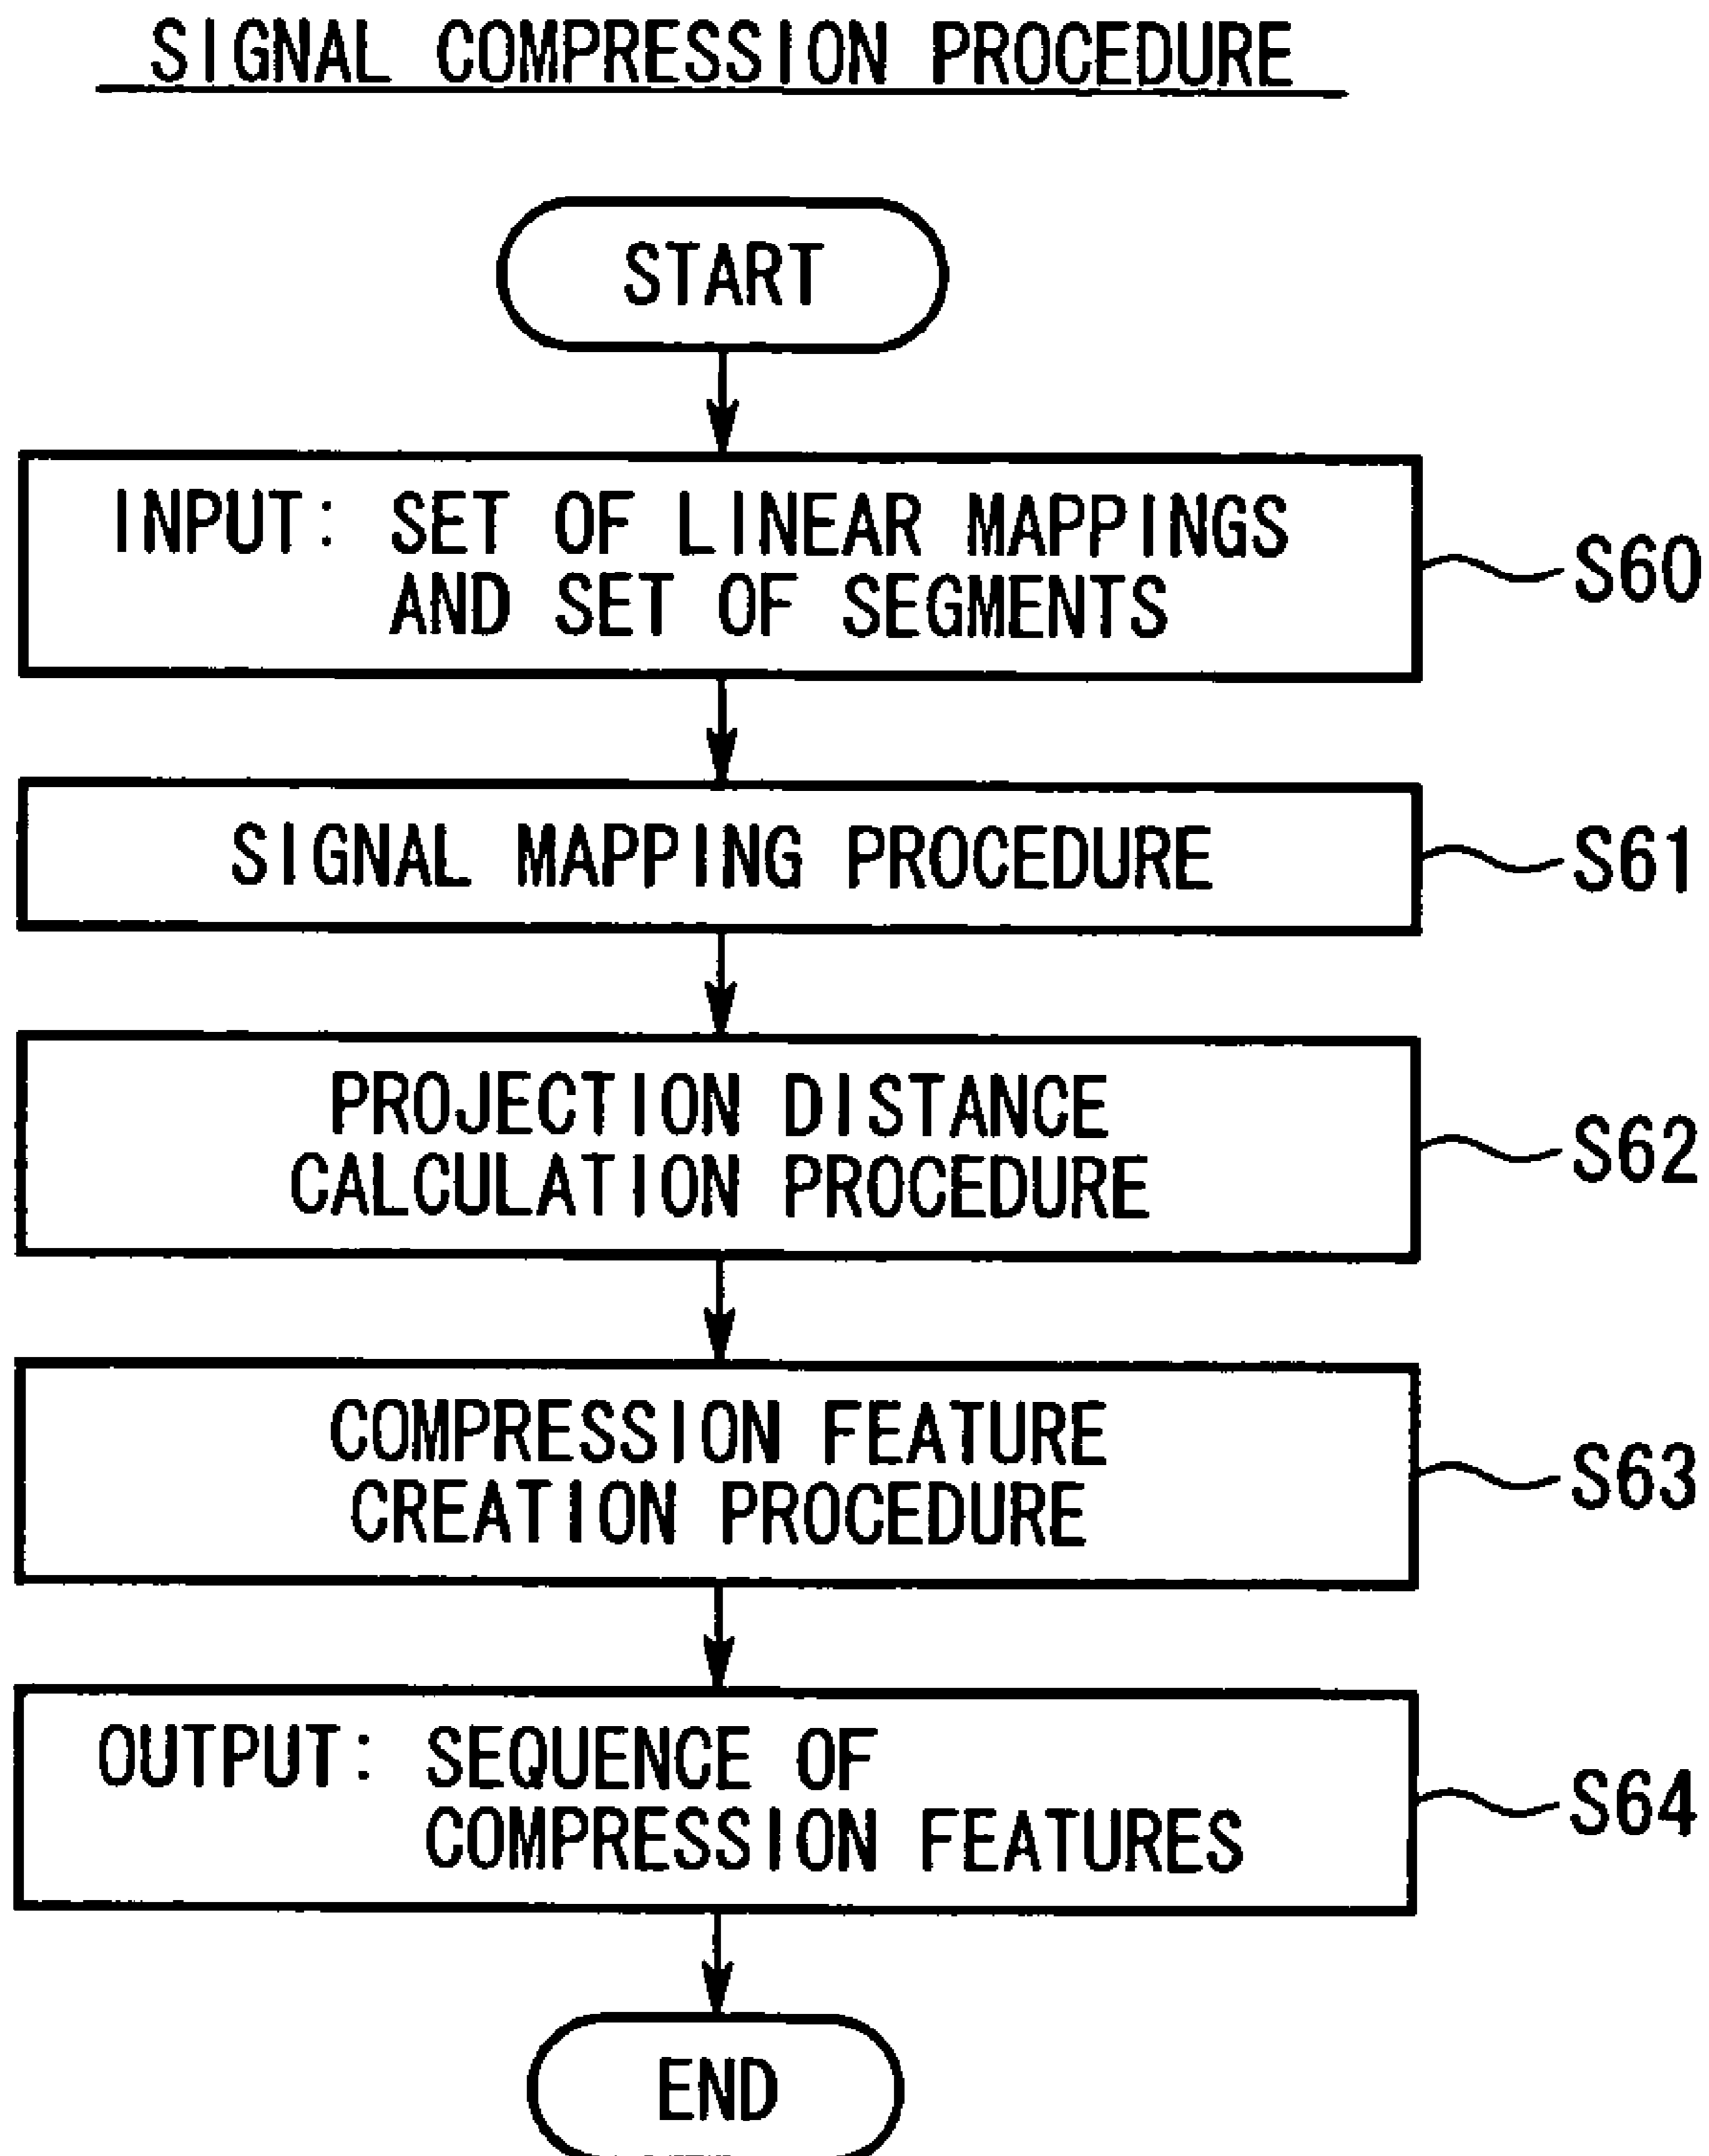 SIGNAL COMPRESSION PROCEDURE
START
INPUT: SET OF LINEAR MAPPINGS
AND SET OF SEGMENTS
S60
SIGNAL MAPPING PROCEDURE
S61
PROJECTION DISTANCE
CALCULATION PROCEDURE
S62
COMPRESSION FEATURE
CREATION PROCEDURE
S63
OUTPUT: SEQUENCE OF
COMPRESSION FEATURES
S64
END